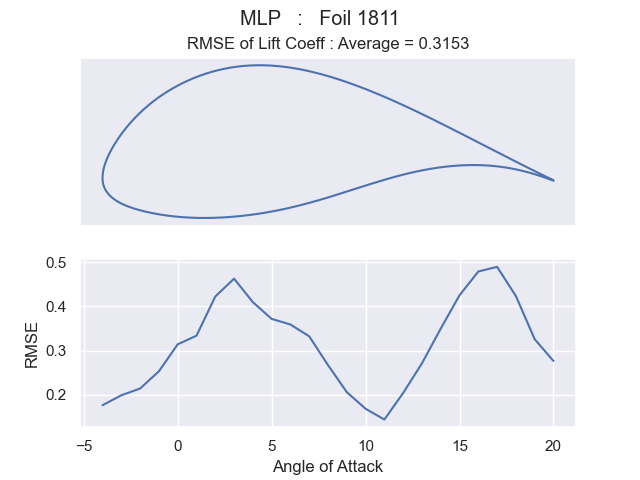 MLP : Foil 1811
RMSE of Lift Coeff : Average = 0.3153
0.5
0.4
0.3
0.2
RMSE
−5 0 5 10 15 20
Angle of Attack